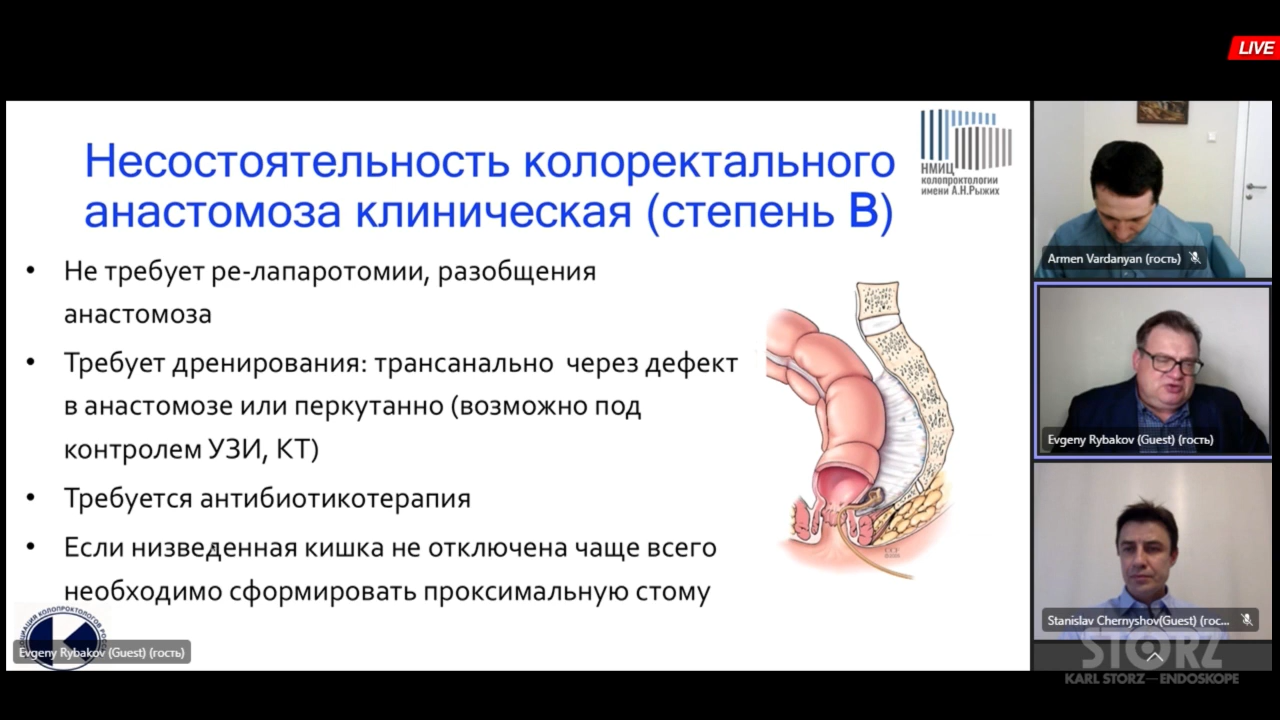 LIVE
Несостоятельность колоректального
анастомоза клиническая (степень В)
НМИЦ
колопроктологии
имени А.Н.Рыжих
• Не требует ре-лапаротомии, разобщения
анастомоза
• Требует дренирования: трансанально через дефект
в анастомозе или перкутанно (возможно под
контролем УЗИ, КТ)
• Требуется антибиотикотерапия
• Если низведенная кишка не отключена чаще всего
необходимо сформировать проксимальную стому
Evgeny Rybakov (Guest) (гость)
Armen Vardanyan (гость)
Evgeny Rybakov (Guest) (гость)
Stanislav Chernyshov(Guest) (гос...
STORZ
KARL STORZ—ENDOSKOPE